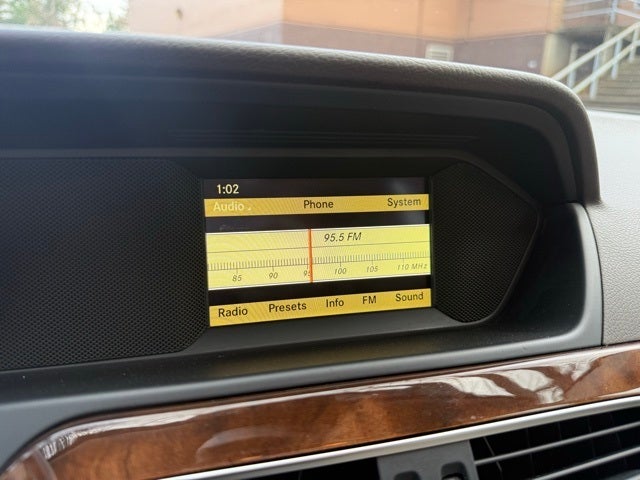 1:02
Audio Phone System
95.5 FM
85 90 95 100 105 110 MHz
Radio Presets Info FM Sound